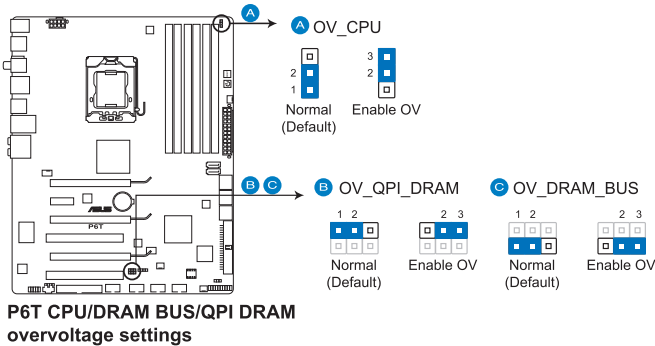 A
A OV_CPU
3
2 2
1
Normal Enable OV
(Default)
B C B OV_QPI_DRAM C OV_DRAM_BUS
1 2 2 3 1 2 2 3
ASUS
P6T
Normal Enable OV Normal Enable OV
(Default) (Default)
P6T CPU/DRAM BUS/QPI DRAM
overvoltage settings